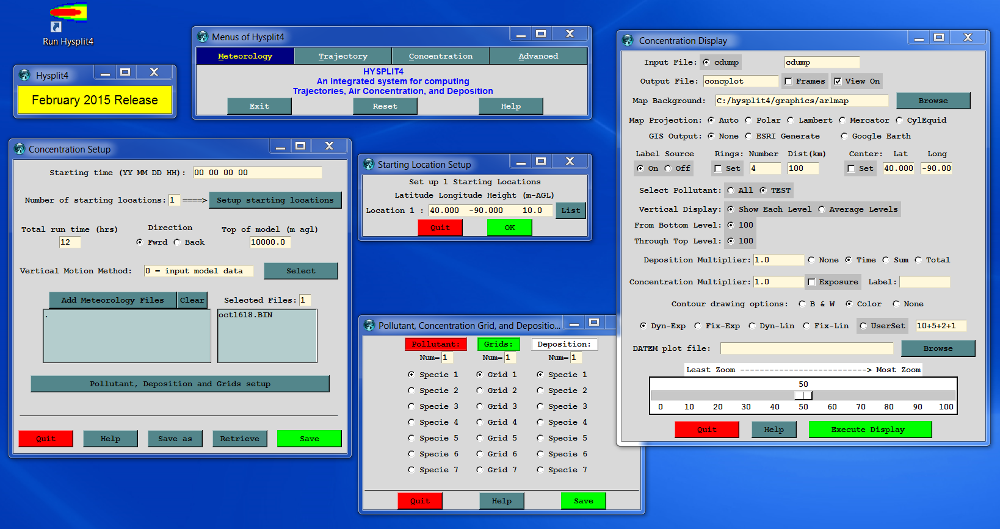 Run Hysplit4
Hysplit4
February 2015 Release
Menus of Hysplit4
Meteorology Trajectory Concentration Advanced
HYSPLIT4
An integrated system for computing
Trajectories, Air Concentration, and Deposition
Exit Reset Help
Concentration Setup
Starting time (YY MM DD HH): 00 00 00 00
Number of starting locations: 1 ====> Setup starting locations
Total run time (hrs) Direction Top of model (m agl)
12 Fwrd Back 10000.0
Vertical Motion Method: 0 = input model data Select
Add Meteorology Files Clear Selected Files: 1
. oct1618.BIN
Pollutant, Deposition and Grids setup
Quit Help Save as Retrieve Save
Starting Location Setup
Set up 1 Starting Locations
Latitude Longitude Height (m-AGL)
Location 1 : 40.000 -90.000 10.0 List
Quit OK
Pollutant, Concentration Grid, and Depositio...
Pollutant: Grids: Deposition:
Num= 1 Num= 1 Num= 1
Specie 1 Grid 1 Specie 1
Specie 2 Grid 2 Specie 2
Specie 3 Grid 3 Specie 3
Specie 4 Grid 4 Specie 4
Specie 5 Grid 5 Specie 5
Specie 6 Grid 6 Specie 6
Specie 7 Grid 7 Specie 7
Quit Help Save
Concentration Display
Input File: cdump cdump
Output File: concplot Frames View On
Map Background: C:/hysplit4/graphics/arlmap Browse
Map Projection: Auto Polar Lambert Mercator CylEquid
GIS Output: None ESRI Generate Google Earth
Label Source Rings: Number Dist(km) Center: Lat Long
On Off Set 4 100 Set 40.000 -90.00
Select Pollutant: All TEST
Vertical Display: Show Each Level Average Levels
From Bottom Level: 100
Through Top Level: 100
Deposition Multiplier: 1.0 None Time Sum Total
Concentration Multiplier: 1.0 Exposure Label:
Contour drawing options: B & W Color None
Dyn-Exp Fix-Exp Dyn-Lin Fix-Lin UserSet 10+5+2+1
DATEM plot file: Browse
Least Zoom --------------------------> Most Zoom
50
0 10 20 30 40 50 60 70 80 90 100
Quit Help Execute Display